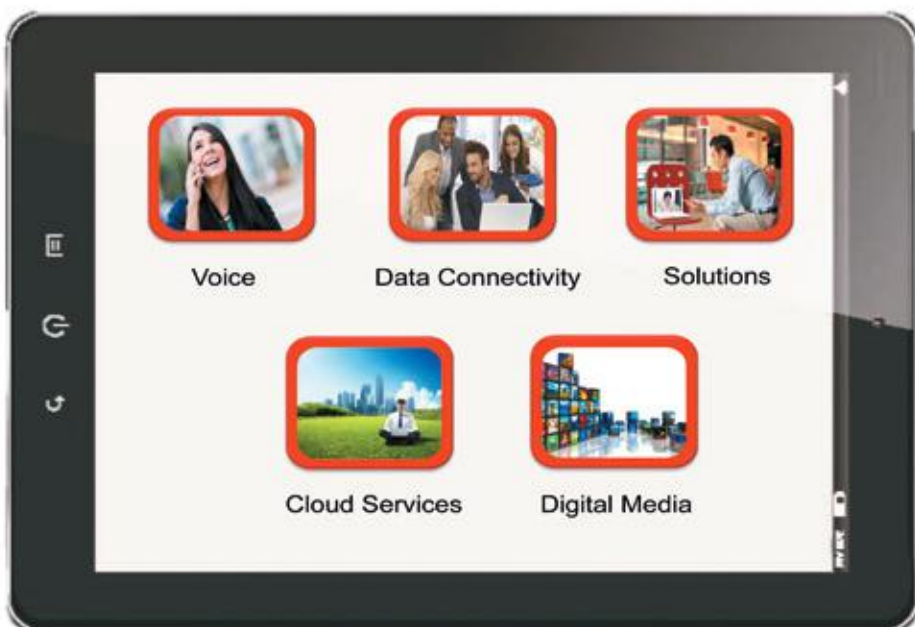 Voice
Data Connectivity
Solutions
Cloud Services
Digital Media